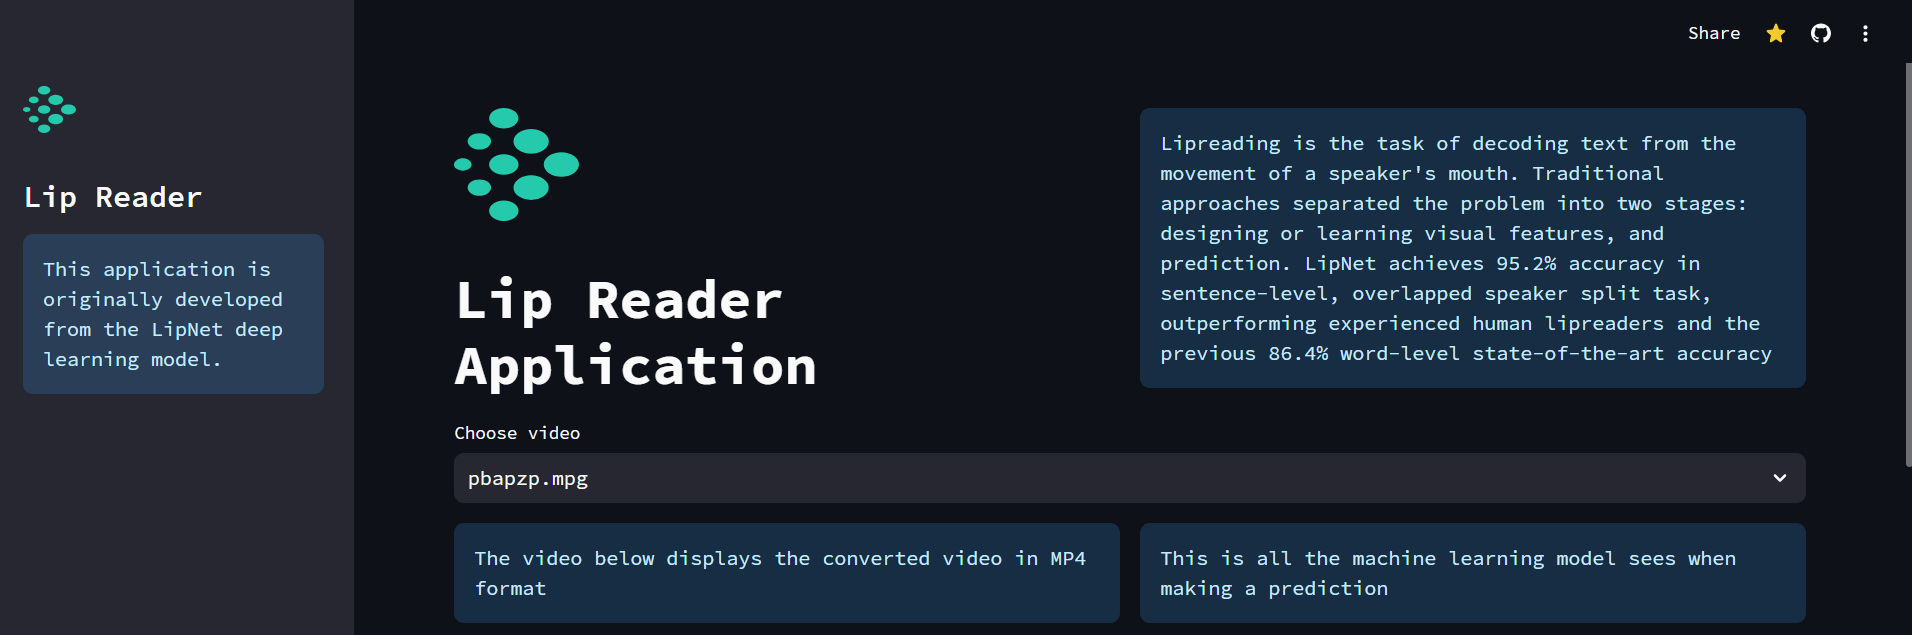 Share
Lip Reader
This application is
originally developed
from the LipNet deep
learning model.
Lip Reader
Application
Lipreading is the task of decoding text from the
movement of a speaker's mouth. Traditional
approaches separated the problem into two stages:
designing or learning visual features, and
prediction. LipNet achieves 95.2% accuracy in
sentence-level, overlapped speaker split task,
outperforming experienced human lipreaders and the
previous 86.4% word-level state-of-the-art accuracy
Choose video
pbapzp.mpg
The video below displays the converted video in MP4
format
This is all the machine learning model sees when
making a prediction